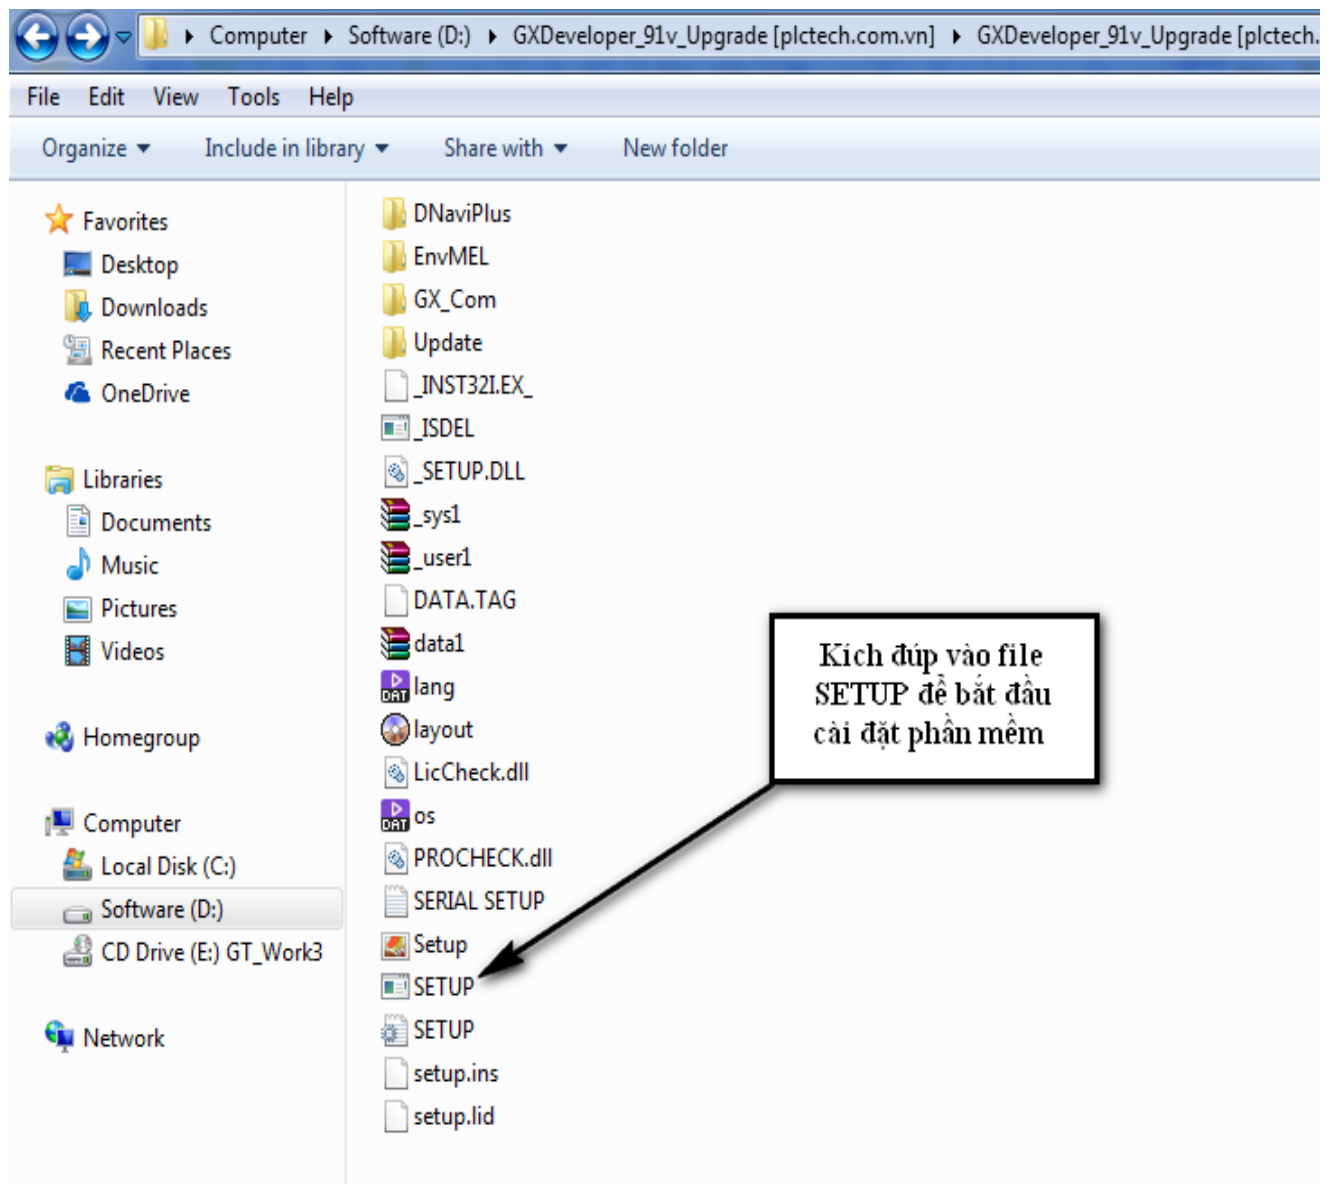 Computer Software (D:) GXDeveloper_91v_Upgrade [plctech.com.vn] GXDeveloper_91v_Upgrade [plctech.
File Edit View Tools Help
Organize Include in library Share with New folder
Favorites
Desktop
Downloads
Recent Places
OneDrive
Libraries
Documents
Music
Pictures
Videos
Homegroup
Computer
Local Disk (C:)
Software (D:)
CD Drive (E:) GT_Work3
Network
DNaviPlus
EnvMEL
GX_Com
Update
_INST32I.EX_
_ISDEL
_SETUP.DLL
_sys1
_user1
DATA.TAG
data1
DAT lang
layout
LicCheck.dll
DAT os
PROCHECK.dll
SERIAL SETUP
Setup
SETUP
SETUP
setup.ins
setup.lid
Kích đúp vào file
SETUP để bắt đầu
cài đặt phần mềm